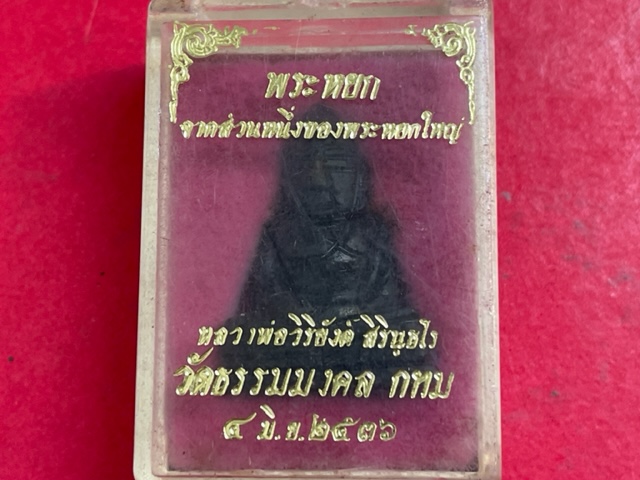 พระหยก
จากส่วนหนึ่งของพระหยกใหญ่
หลวงพ่อวิริยังค์ สิรินฺธโร
วัดธรรมมงคล กทม
๔ มิ.ย.๒๕๓๖